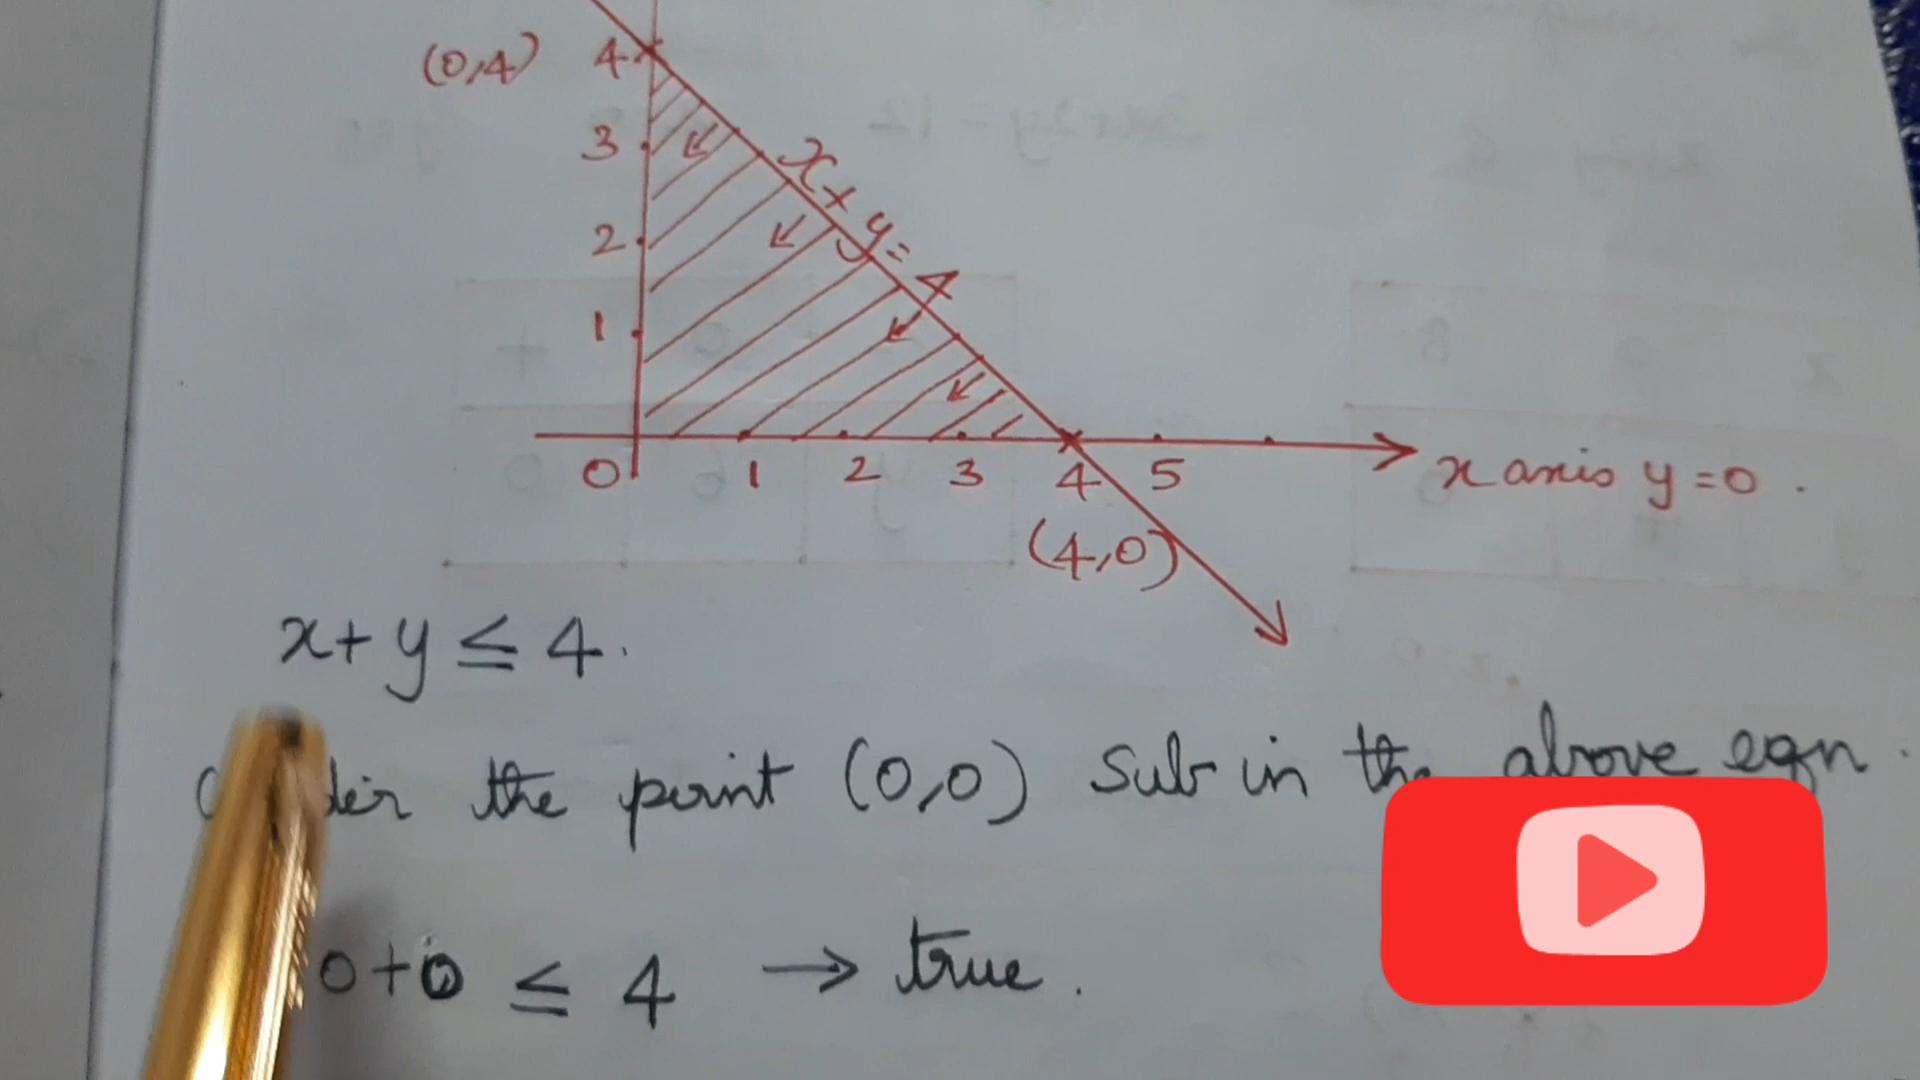 (0,4) 4
3
2
1
x + y = 4
0 1 2 3 4 5
x axis y = 0 .
(4,0)
x + y ≤ 4.
the point (0,0) sub in the above eqn .
0+0 ≤ 4 → true .